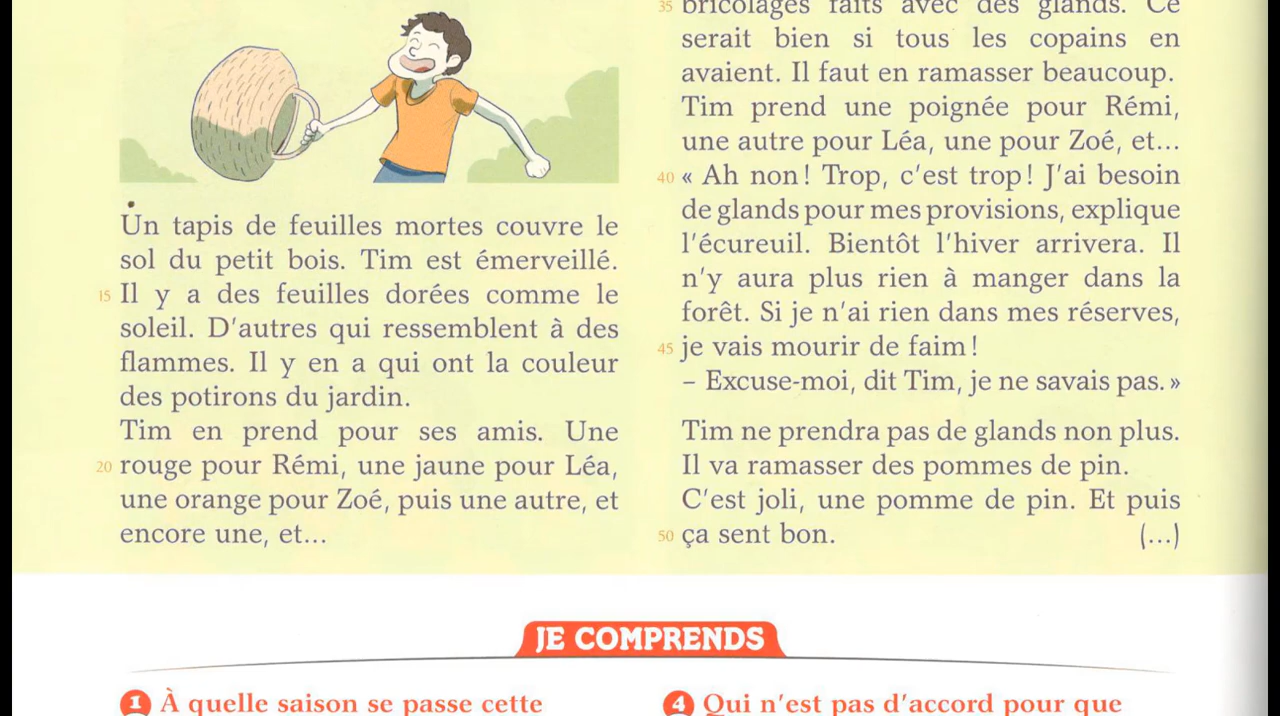 Un tapis de feuilles mortes couvre le
sol du petit bois. Tim est émerveillé.
15 Il y a des feuilles dorées comme le
soleil. D'autres qui ressemblent à des
flammes. Il y en a qui ont la couleur
des potirons du jardin.
Tim en prend pour ses amis. Une
20 rouge pour Rémi, une jaune pour Léa,
une orange pour Zoé, puis une autre, et
encore une, et...
35 bricolages faits avec des glands. Ce
serait bien si tous les copains en
avaient. Il faut en ramasser beaucoup.
Tim prend une poignée pour Rémi,
une autre pour Léa, une pour Zoé, et...
40 « Ah non ! Trop, c'est trop ! J'ai besoin
de glands pour mes provisions, explique
l'écureuil. Bientôt l'hiver arrivera. Il
n'y aura plus rien à manger dans la
forêt. Si je n'ai rien dans mes réserves,
45 je vais mourir de faim !
– Excuse-moi, dit Tim, je ne savais pas. »
Tim ne prendra pas de glands non plus.
Il va ramasser des pommes de pin.
C'est joli, une pomme de pin. Et puis
50 ça sent bon. (...)
JE COMPRENDS
1 À quelle saison se passe cette
4 Qui n'est pas d'accord pour que